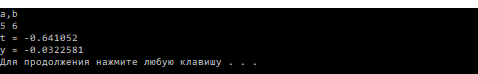 a,b
5 6
t = -0.641052
y = -0.0322581
Для продолжения нажмите любую клавишу . . .